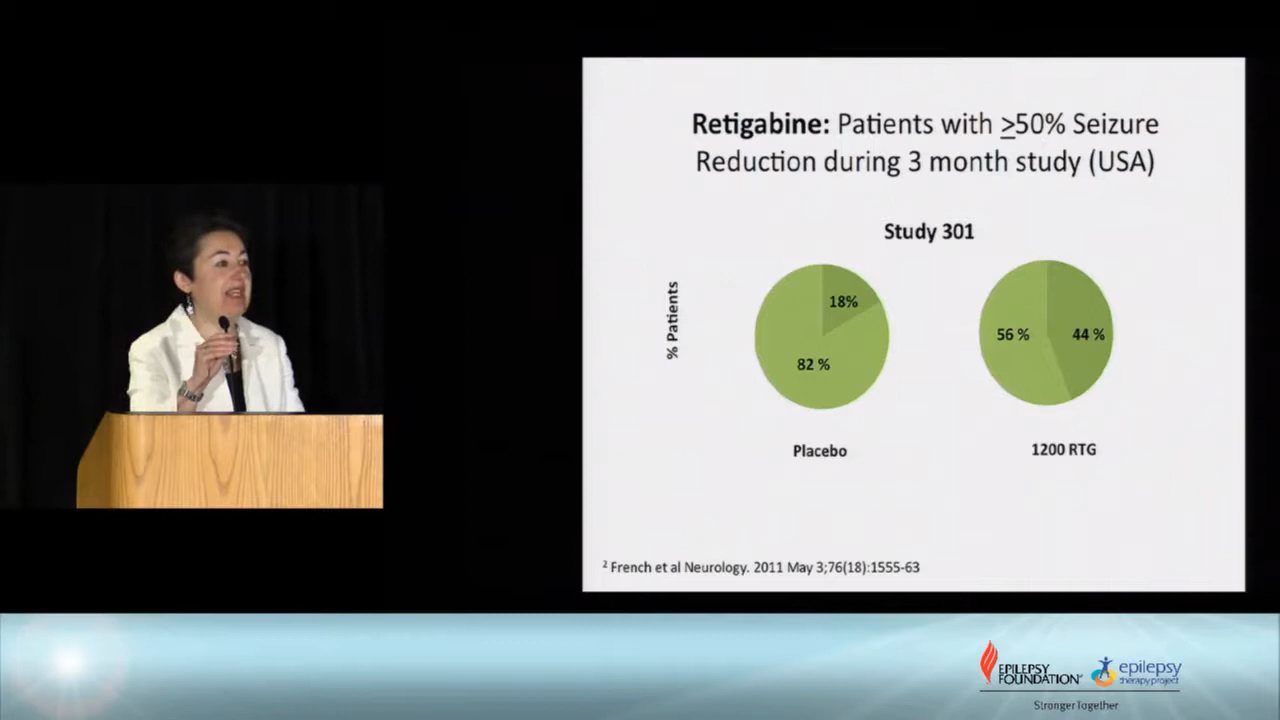 Retigabine: Patients with ≥50% Seizure
Reduction during 3 month study (USA)
Study 301
% Patients
18%
82 %
56 %
44 %
Placebo
1200 RTG
2 French et al Neurology. 2011 May 3;76(18):1555-63
EPILEPSY
FOUNDATION
epilepsy
therapy project
Stronger Together